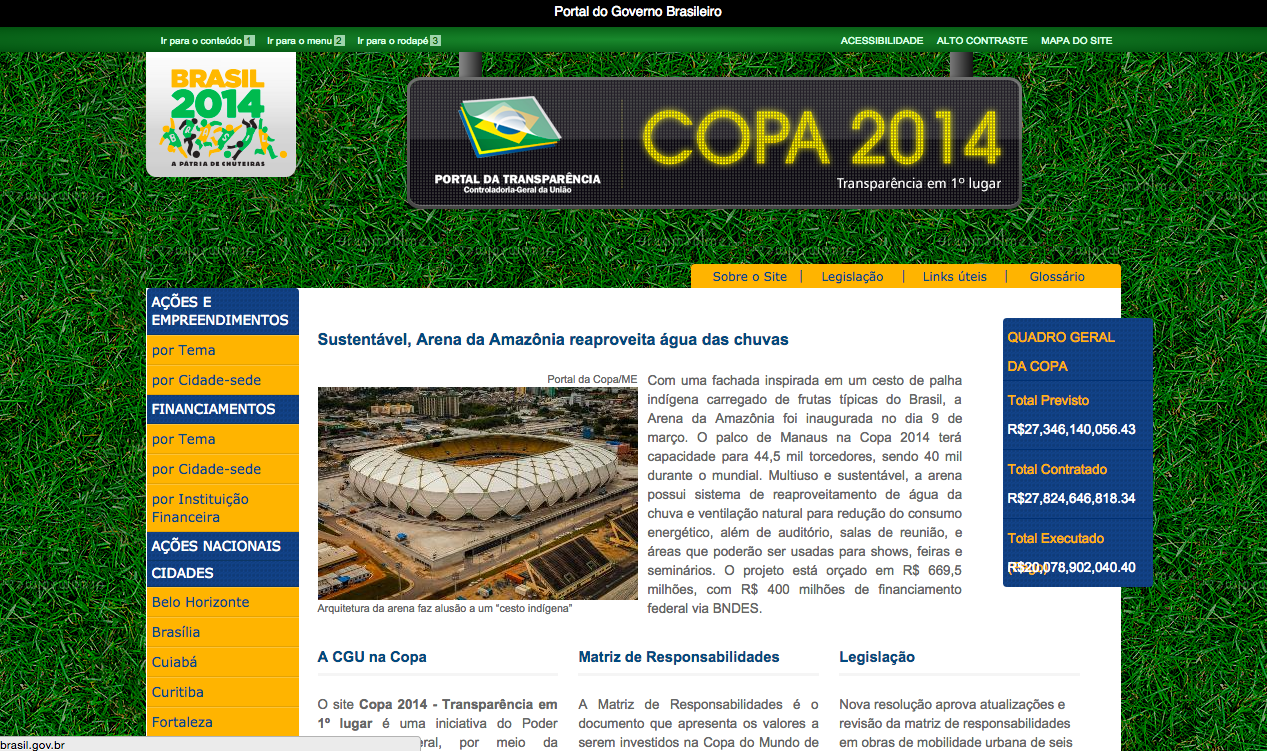 Portal do Governo Brasileiro
Ir para o conteúdo 1 Ir para o menu 2 Ir para o rodapé 3
ACESSIBILIDADE ALTO CONTRASTE MAPA DO SITE
BRASIL
2014
BRASIL
A PÁTRIA DE CHUTEIRAS
PORTAL DA TRANSPARÊNCIA
Controladoria-Geral da União
COPA 2014
Transparência em 1º lugar
Sobre o Site | Legislação | Links úteis | Glossário
AÇÕES E
EMPREENDIMENTOS
por Tema
por Cidade-sede
FINANCIAMENTOS
por Tema
por Cidade-sede
por Instituição
Financeira
AÇÕES NACIONAIS
CIDADES
Belo Horizonte
Brasília
Cuiabá
Curitiba
Fortaleza
Sustentável, Arena da Amazônia reaproveita água das chuvas
Portal da Copa/ME
Arquitetura da arena faz alusão a um "cesto indígena"
Com uma fachada inspirada em um cesto de palha
indígena carregado de frutas típicas do Brasil, a
Arena da Amazônia foi inaugurada no dia 9 de
março. O palco de Manaus na Copa 2014 terá
capacidade para 44,5 mil torcedores, sendo 40 mil
durante o mundial. Multiuso e sustentável, a arena
possui sistema de reaproveitamento de água da
chuva e ventilação natural para redução do consumo
energético, além de auditório, salas de reunião, e
áreas que poderão ser usadas para shows, feiras e
seminários. O projeto está orçado em R$ 669,5
milhões, com R$ 400 milhões de financiamento
federal via BNDES.
QUADRO GERAL
DA COPA
Total Previsto
R$27,346,140,056.43
Total Contratado
R$27,824,646,818.34
Total Executado
R$20,078,902,040.40
A CGU na Copa
O site Copa 2014 - Transparência em
1º lugar é uma iniciativa do Poder
por meio da
Matriz de Responsabilidades
A Matriz de Responsabilidades é o
documento que apresenta os valores a
serem investidos na Copa do Mundo de
Legislação
Nova resolução aprova atualizações e
revisão da matriz de responsabilidades
em obras de mobilidade urbana de seis
brasil.gov.br